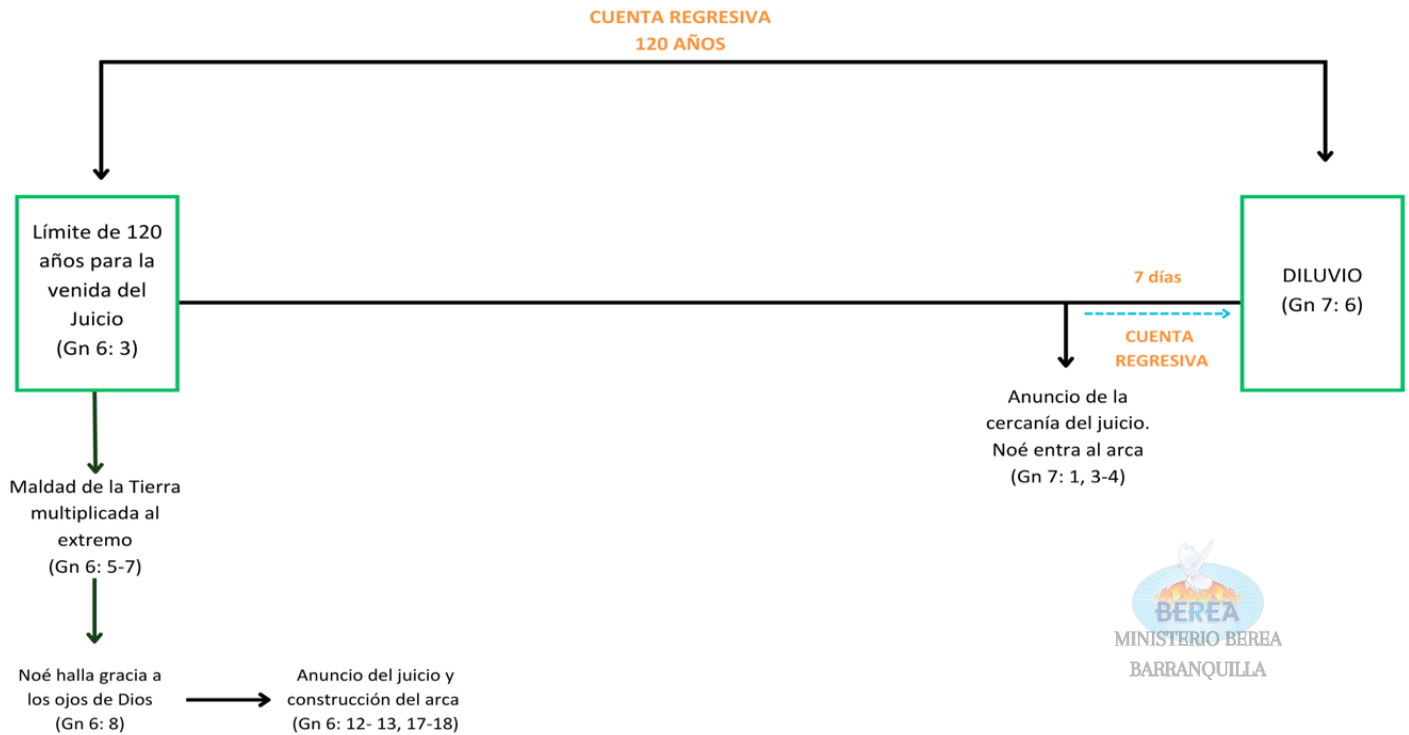 CUENTA REGRESIVA
120 AÑOS
Límite de 120
años para la
venida del
Juicio
(Gn 6: 3)
7 días
CUENTA
REGRESIVA
DILUVIO
(Gn 7: 6)
Anuncio de la
cercanía del juicio.
Noé entra al arca
(Gn 7: 1, 3-4)
Maldad de la Tierra
multiplicada al
extremo
(Gn 6: 5-7)
Noé halla gracia a
los ojos de Dios
(Gn 6: 8)
Anuncio del juicio y
construcción del arca
(Gn 6: 12- 13, 17-18)
BEREA
MINISTERIO BEREA
BARRANQUILLA